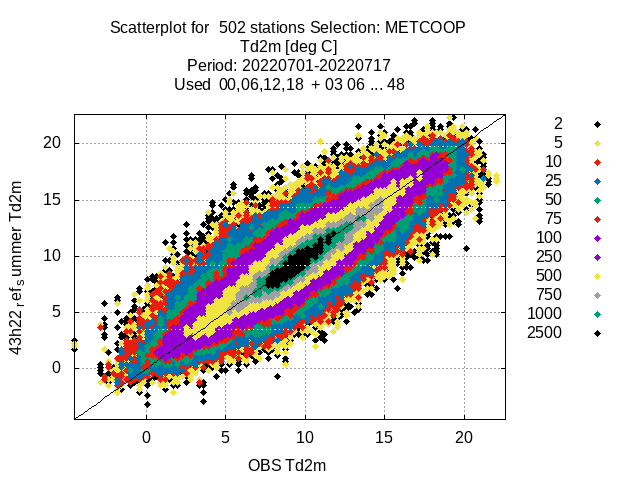 Scatterplot for 502 stations Selection: METCOOP
Td2m [deg C]
Period: 20220701-20220717
Used 00,06,12,18 + 03 06 ... 48
43h22refsummer Td2m
20
15
10
5
0
0 5 10 15 20
OBS Td2m
2
5
10
25
50
75
100
250
500
750
1000
2500